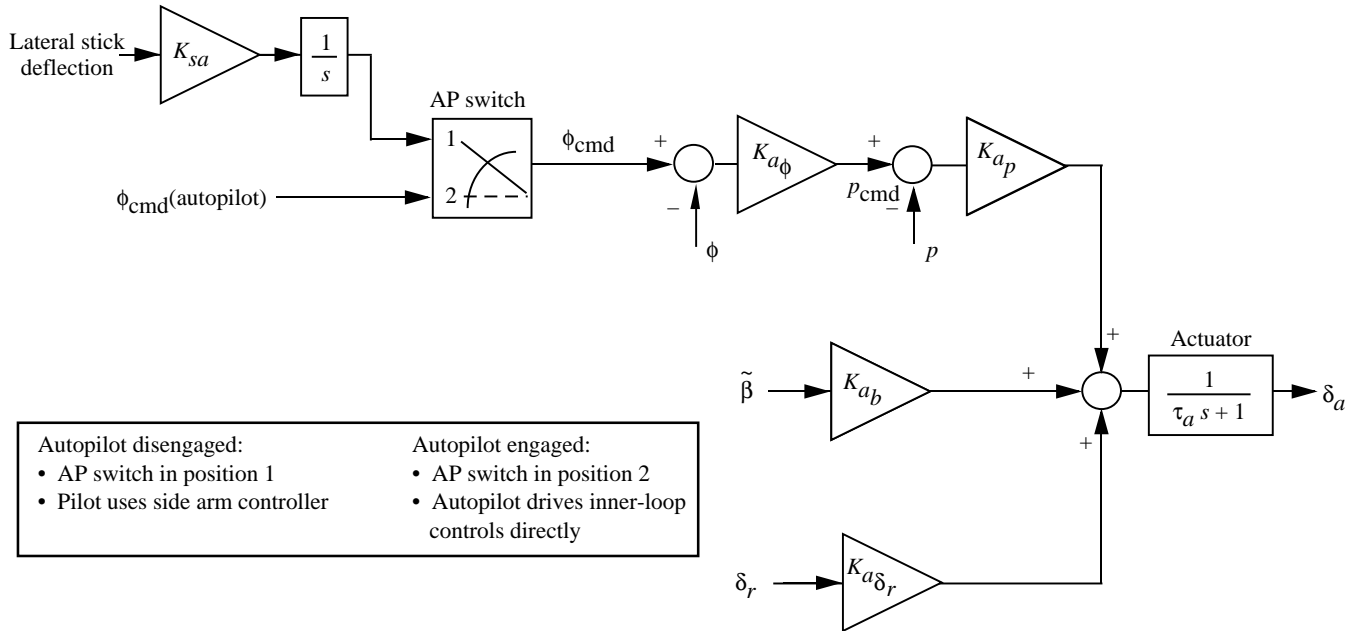 Lateral stick
deflection
K_sa
1
s
AP switch
1
2
ϕ_cmd
ϕ_cmd(autopilot)
+
−
ϕ
K_aϕ
+
p_cmd
−
p
K_ap
+
Actuator
β̃
K_ab
+
1
τ_a s + 1
δ_a
+
Autopilot disengaged:
• AP switch in position 1
• Pilot uses side arm controller
Autopilot engaged:
• AP switch in position 2
• Autopilot drives inner-loop
controls directly
δ_r
K_aδ_r